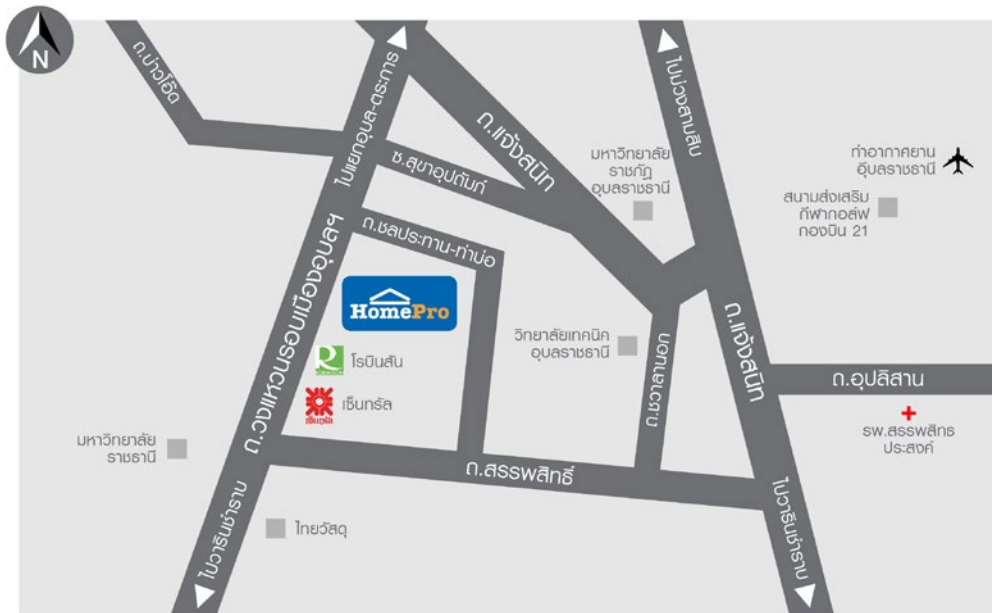 N
ถ.บ่าวโอ๊ด
ไปแยกอุบล-ตระการ
ถ.แจ้งสนิท
ไปม่วงสามสิบ
ซ.สุขาอุปถัมภ์
มหาวิทยาลัย
ราชภัฏ
อุบลราชธานี
ท่าอากาศยาน
อุบลราชธานี
สนามส่งเสริม
กีฬากอล์ฟ
กองบิน 21
ถ.ชลประทาน-ท่าบ่อ
ถ.วงแหวนรอบเมืองอุบลฯ
HomePro
R
โรบินสัน
เซ็นทรัล
เซ็นทรัล
วิทยาลัยเทคนิค
อุบลราชธานี
ถ.ชวาลานอก
ถ.แจ้งสนิท
ถ.อุปลีสาน
รพ.สรรพสิทธ
ประสงค์
มหาวิทยาลัย
ราชธานี
ถ.สรรพสิทธิ์
ไทยวัสดุ
ไปวารินชำราบ
ไปวารินชำราบ